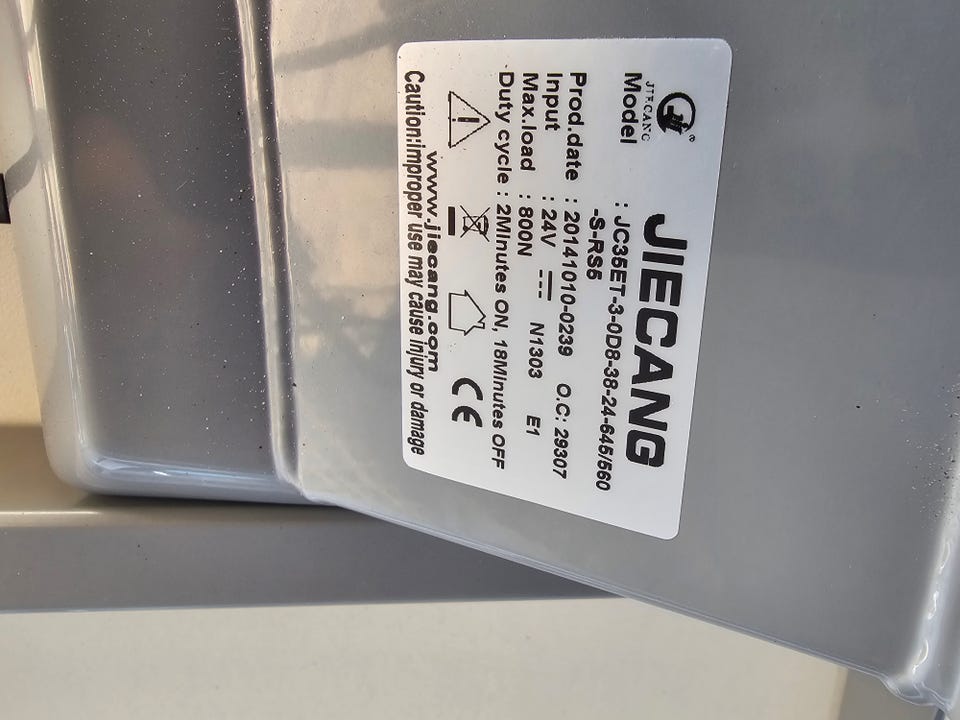 JIECANG
JIECANG
Model : JC35ET-3-0D8-38-24-645/560
-S-RS5
Prod.date : 20141010-0239 O.C: 29307
Input : 24V N1303 E1
Max.load : 800N
Duty cycle : 2MInutes ON, 18MInutes OFF
CE
www.jiecang.com
Caution:improper use may cause injury or damage